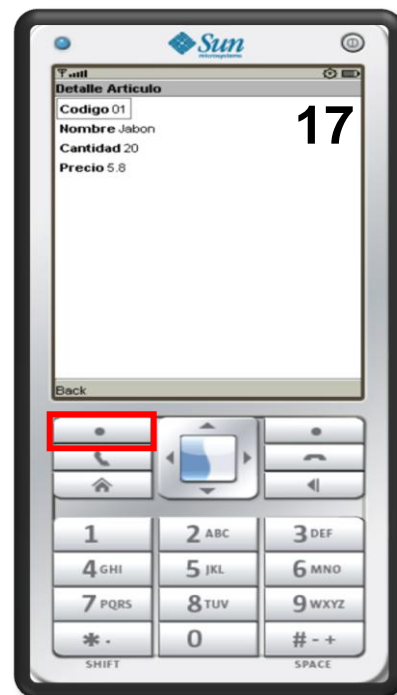 Sun
microsystems
Detalle Articulo
Codigo 01
17
Nombre Jabon
Cantidad 20
Precio 5.8
Back
1
2 ABC
3 DEF
4 GHI
5 JKL
6 MNO
7 PQRS
8 TUV
9 WXYZ
* .
0
# - +
SHIFT
SPACE